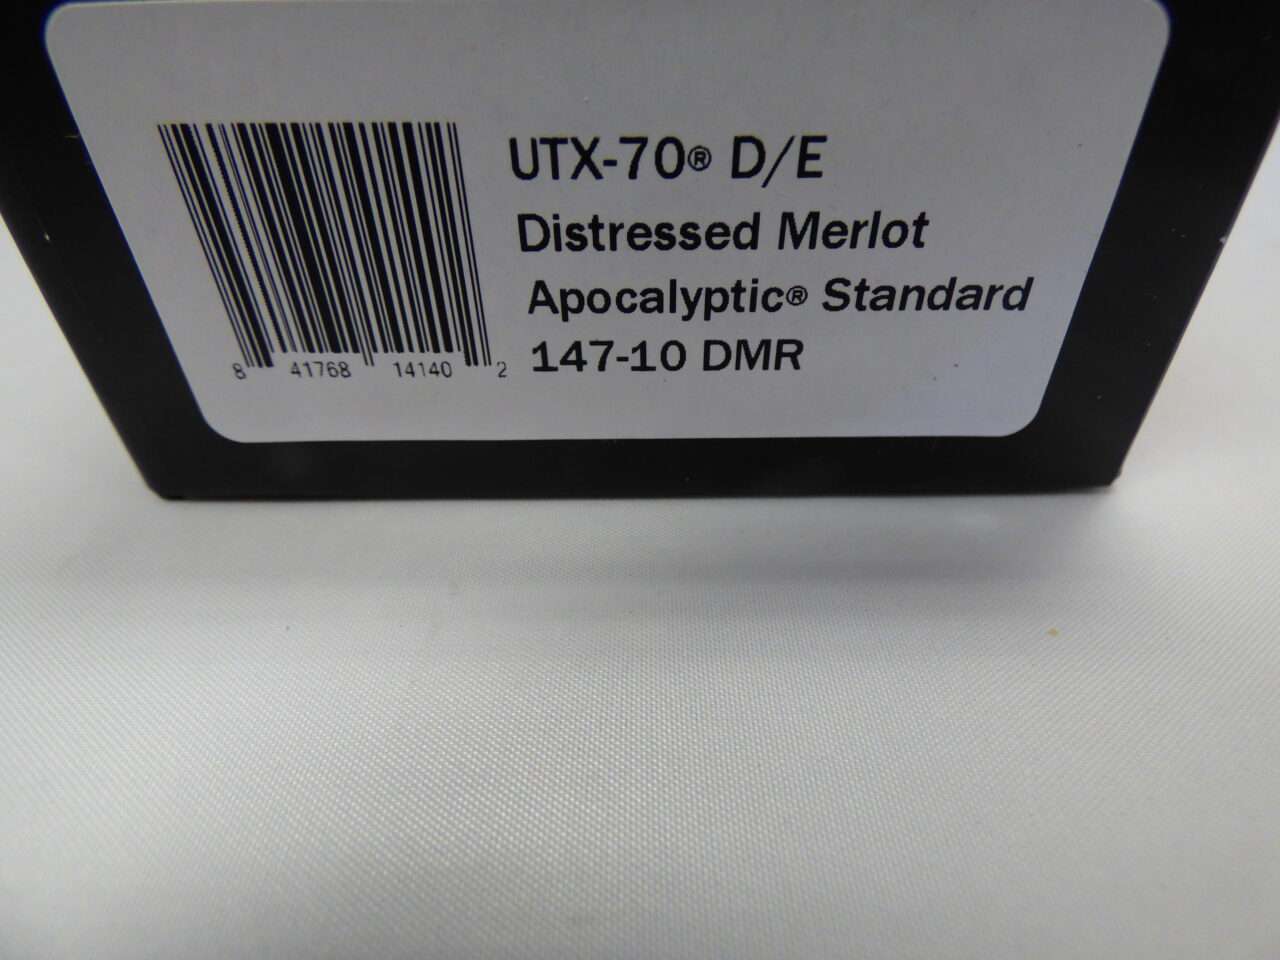 UTX-70® D/E
Distressed Merlot
Apocalyptic® Standard
147-10 DMR
8 41768 14140 2